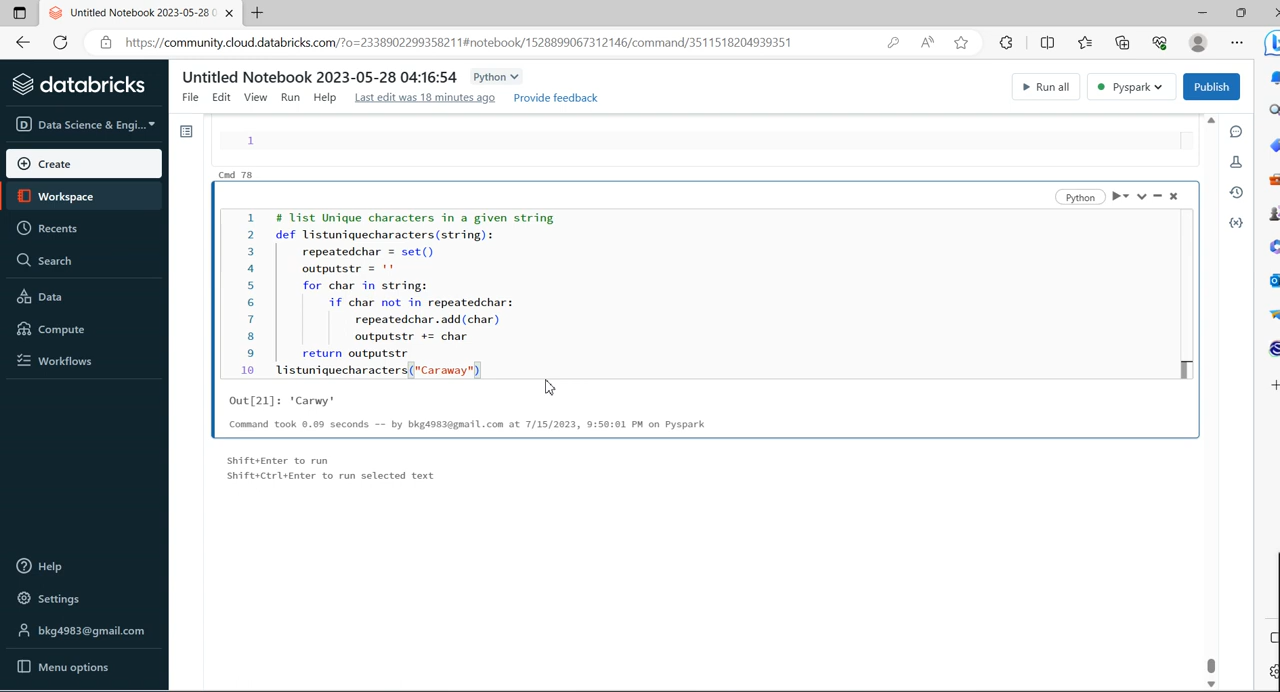 Untitled Notebook 2023-05-28 0
https://community.cloud.databricks.com/?o=2338902299358211#notebook/1528899067312146/command/3511518204939351
databricks
Untitled Notebook 2023-05-28 04:16:54
Python
File
Edit
View
Run
Help
Last edit was 18 minutes ago
Provide feedback
Run all
Pyspark
Publish
Data Science & Engi...
Create
Workspace
Recents
Search
Data
Compute
Workflows
Help
Settings
bkg4983@gmail.com
Menu options
1
Cmd 78
Python
1 # list Unique characters in a given string
2 def listuniquecharacters(string):
3 repeatedchar = set()
4 outputstr = ''
5 for char in string:
6 if char not in repeatedchar:
7 repeatedchar.add(char)
8 outputstr += char
9 return outputstr
10 listuniquecharacters("Caraway")
Out[21]: 'Carwy'
Command took 0.09 seconds -- by bkg4983@gmail.com at 7/15/2023, 9:50:01 PM on Pyspark
Shift+Enter to run
Shift+Ctrl+Enter to run selected text